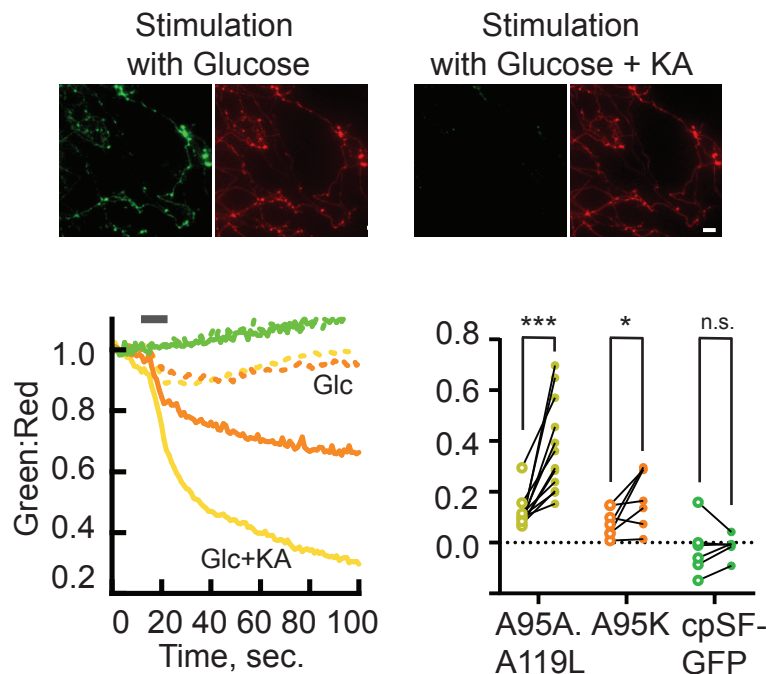 Stimulation
with Glucose
Stimulation
with Glucose + KA
Green:Red
1.0
0.8
0.6
0.4
0.2
Glc
Glc+KA
0 20 40 60 80 100
Time, sec.
0.8
0.6
0.4
0.2
0.0
***
*
n.s.
A95A.
A119L
A95K
cpSF-
GFP